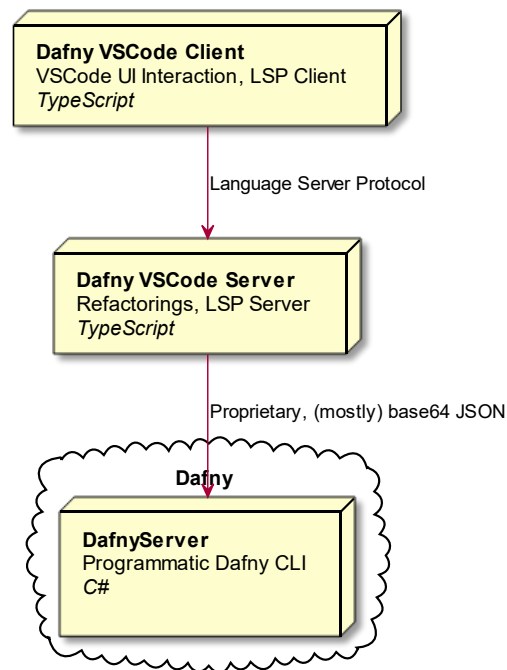 Dafny VSCode Client
VSCode UI Interaction, LSP Client
TypeScript
Language Server Protocol
Dafny VSCode Server
Refactorings, LSP Server
TypeScript
Proprietary, (mostly) base64 JSON
Dafny
DafnyServer
Programmatic Dafny CLI
C#